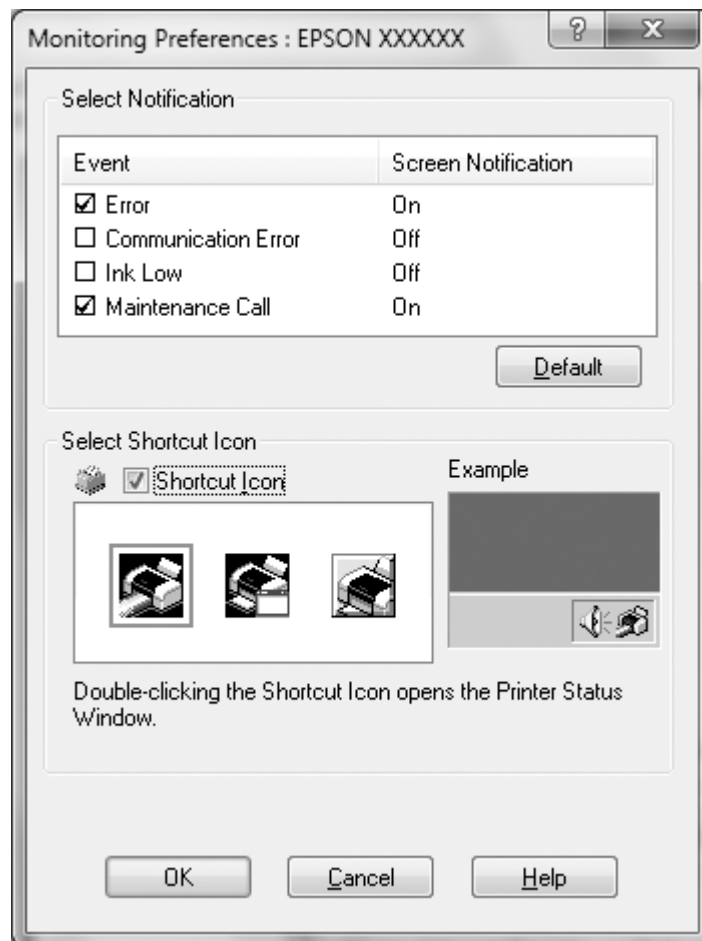 Monitoring Preferences : EPSON XXXXXX
Select Notification
Event Screen Notification
Error On
Communication Error Off
Ink Low Off
Maintenance Call On
Default
Select Shortcut Icon
Shortcut Icon
Example
Double-clicking the Shortcut Icon opens the Printer Status
Window.
OK Cancel Help